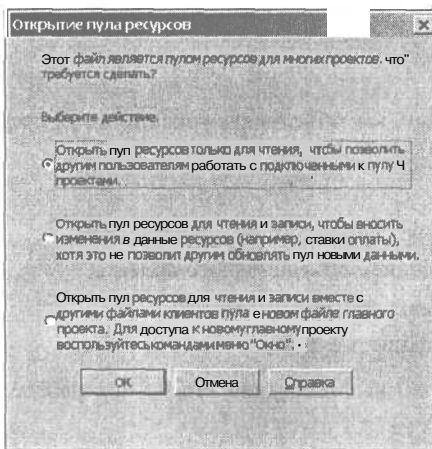 Открытие пула ресурсов
Этот файл является пулом ресурсов для многих проектов. что"
требуется сделать?
Выберите действие.
Открыть пул ресурсов только для чтения, чтобы позволить
другим пользователям работать с подключенными к пулу Ч
проектами.
Открыть пул ресурсов для чтения и записи, чтобы вносить
изменения в данные ресурсов (например, ставки оплаты),
хотя это не позволит другим обновлять пул новыми данными.
Открыть пул ресурсов для чтения и записи вместе с
другими файлами клиентов пула е новом файле главного
проекта. Для доступа к новому главному проекту
воспользуйтесь командами меню "Окно".
ОК
Отмена
Справка